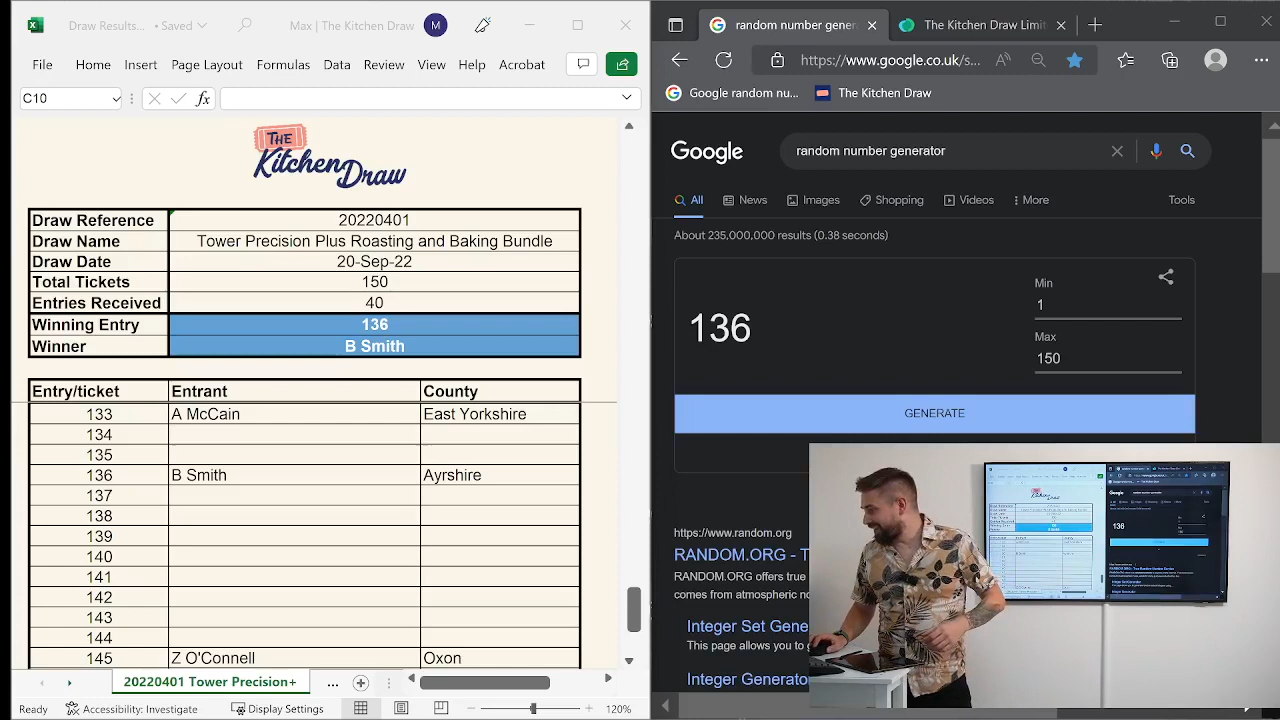 Draw Results... • Saved
Max | The Kitchen Draw
M
File Home Insert Page Layout Formulas Data Review View Help Acrobat
C10
fx
THE
Kitchen Draw
Draw Reference 20220401
Draw Name Tower Precision Plus Roasting and Baking Bundle
Draw Date 20-Sep-22
Total Tickets 150
Entries Received 40
Winning Entry 136
Winner B Smith
Entry/ticket Entrant County
133 A McCain East Yorkshire
134
135
136 B Smith Ayrshire
137
138
139
140
141
142
143
144
145 Z O'Connell Oxon
20220401 Tower Precision+ ...
Ready Accessibility: Investigate Display Settings 120%
random number gener
The Kitchen Draw Limit
https://www.google.co.uk/s...
Google random nu...
The Kitchen Draw
Google
random number generator
All News Images Shopping Videos More Tools
About 235,000,000 results (0.38 seconds)
Min
1
136
Max
150
GENERATE
https://www.random.org
RANDOM.ORG - T
RANDOM.ORG offers true
comes from atmospheric no
Integer Set Gene
This page allows you to g
Integer Generato